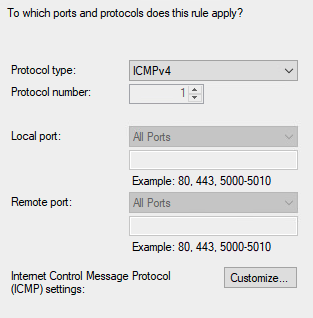 To which ports and protocols does this rule apply?
Protocol type: ICMPv4
Protocol number: 1
Local port: All Ports
Example: 80, 443, 5000-5010
Remote port: All Ports
Example: 80, 443, 5000-5010
Internet Control Message Protocol
(ICMP) settings: Customize...